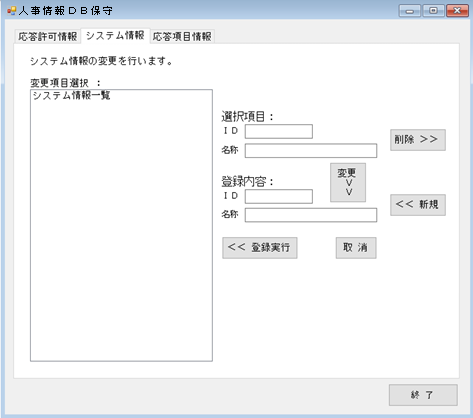 人事情報ＤＢ保守
応答許可情報 システム情報 応答項目情報
システム情報の変更を行います。
変更項目選択 ：
システム情報一覧
選択項目：
ＩＤ
名称
削除 ＞＞
変更
∨
∨
登録内容：
ＩＤ
名称
＜＜ 新規
＜＜ 登録実行
取 消
終 了